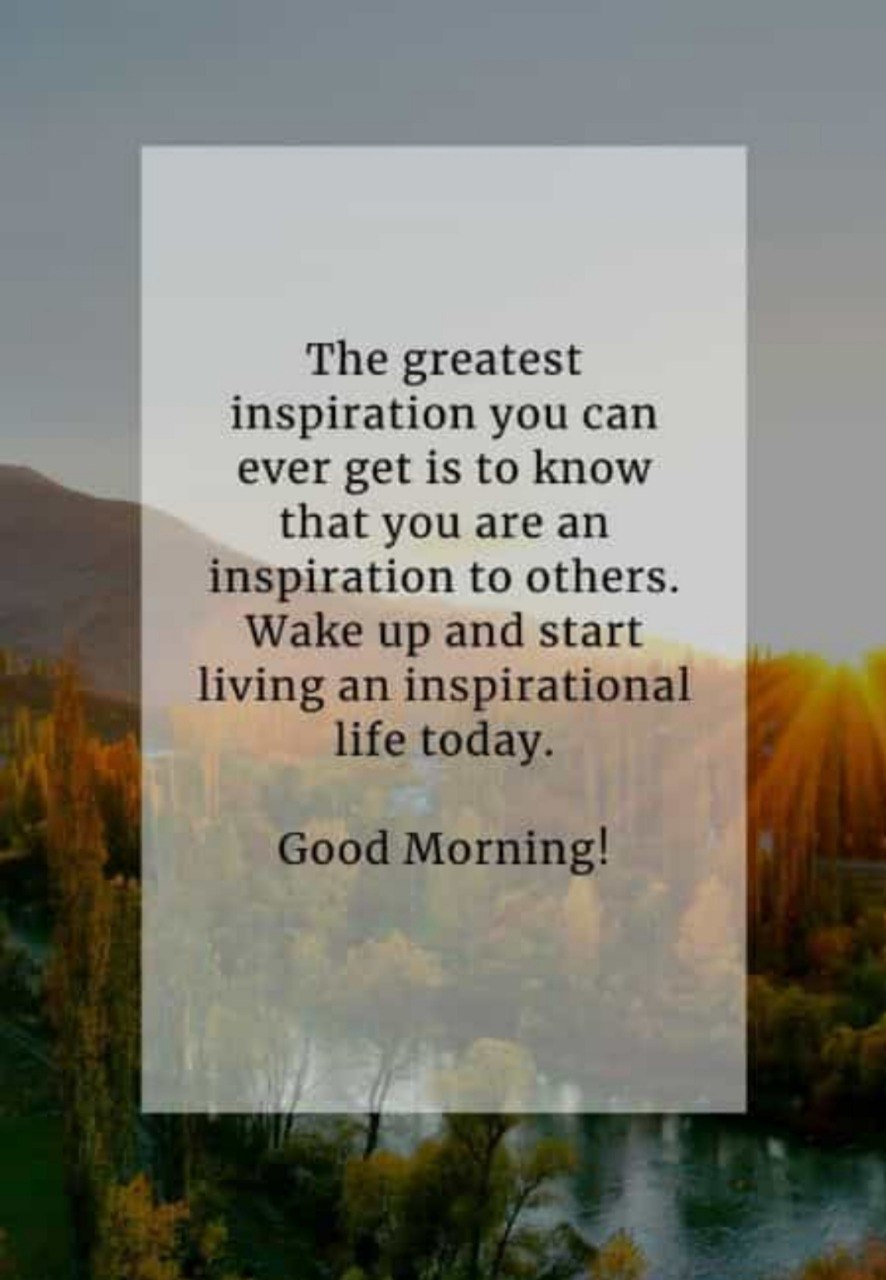 The greatest
inspiration you can
ever get is to know
that you are an
inspiration to others.
Wake up and start
living an inspirational
life today.
Good Morning!